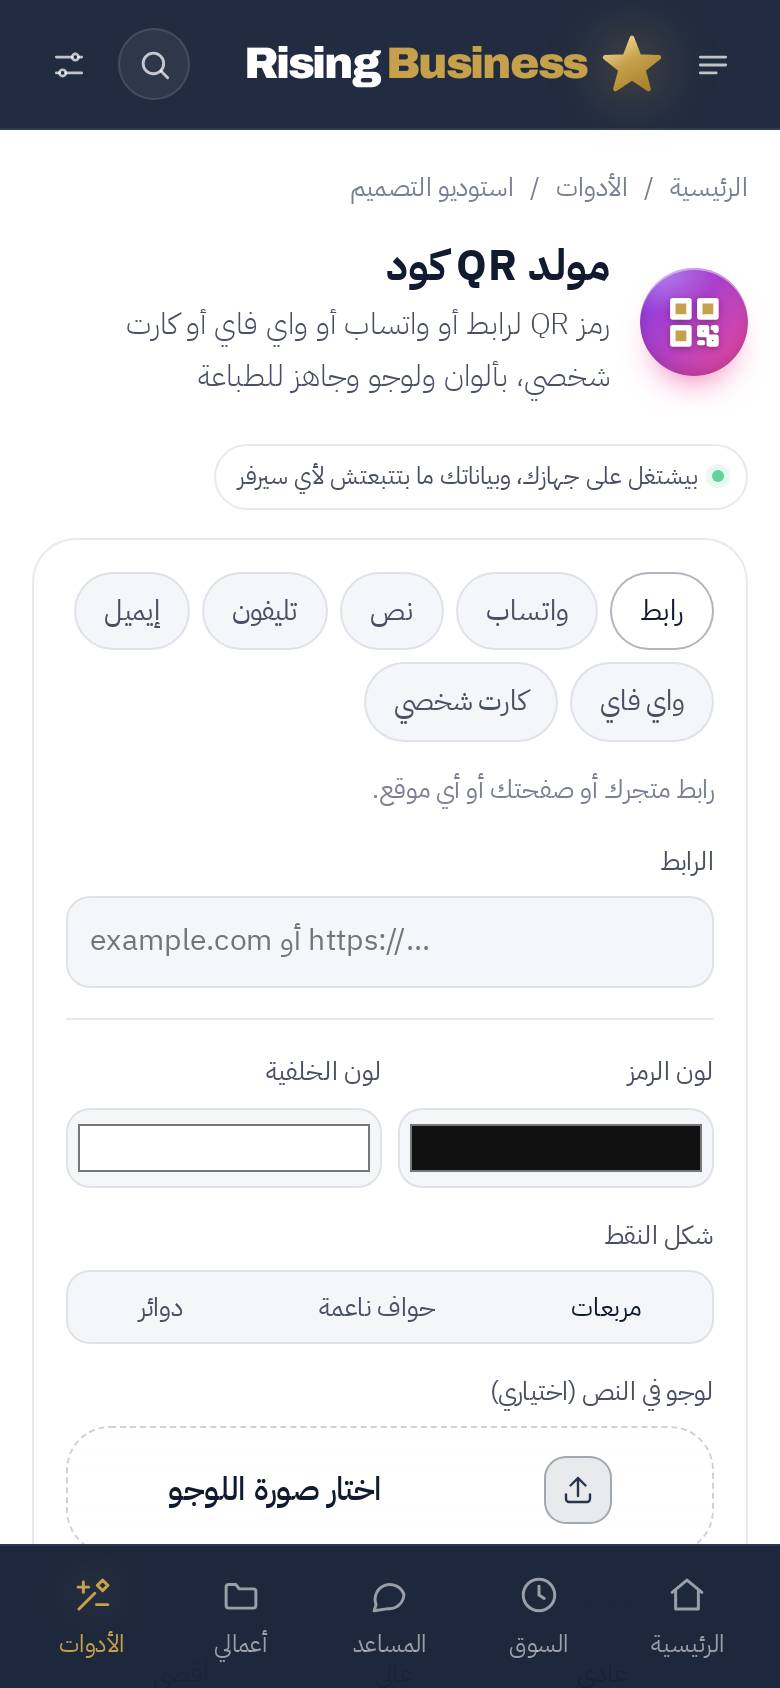 Rising Business
الرئيسية / الأدوات / استوديو التصميم
مولد QR كود
رمز QR لرابط أو واتساب أو واي فاي أو كارت
شخصي، بألوان ولوجو وجاهز للطباعة
بيشتغل على جهازك، وبياناتك ما بتتبعتش لأي سيرفر
رابط واتساب نص تليفون إيميل
واي فاي كارت شخصي
رابط متجرك أو صفحتك أو أي موقع.
الرابط
example.com أو https://...
لون الرمز لون الخلفية
شكل النقط
مربعات حواف ناعمة دوائر
لوجو في النص (اختياري)
اختار صورة اللوجو
الرئيسية السوق المساعد أعمالي الأدوات
عادي عال أقصى